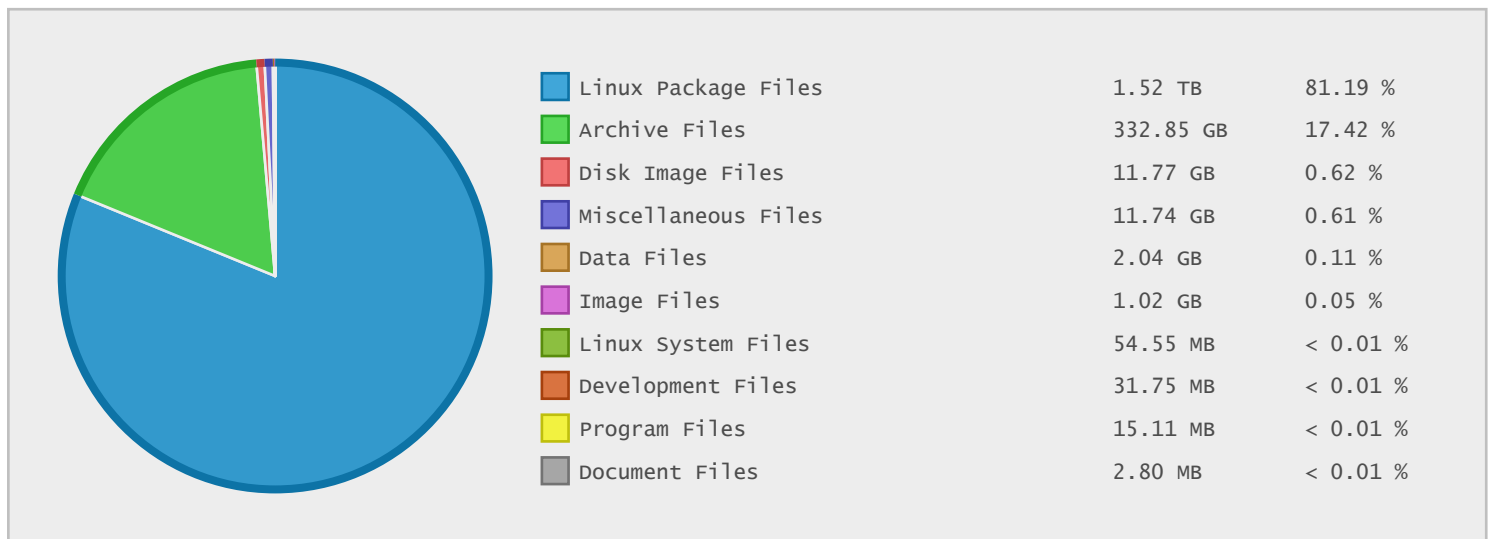 Linux Package Files 1.52 TB 81.19 %
Archive Files 332.85 GB 17.42 %
Disk Image Files 11.77 GB 0.62 %
Miscellaneous Files 11.74 GB 0.61 %
Data Files 2.04 GB 0.11 %
Image Files 1.02 GB 0.05 %
Linux System Files 54.55 MB < 0.01 %
Development Files 31.75 MB < 0.01 %
Program Files 15.11 MB < 0.01 %
Document Files 2.80 MB < 0.01 %